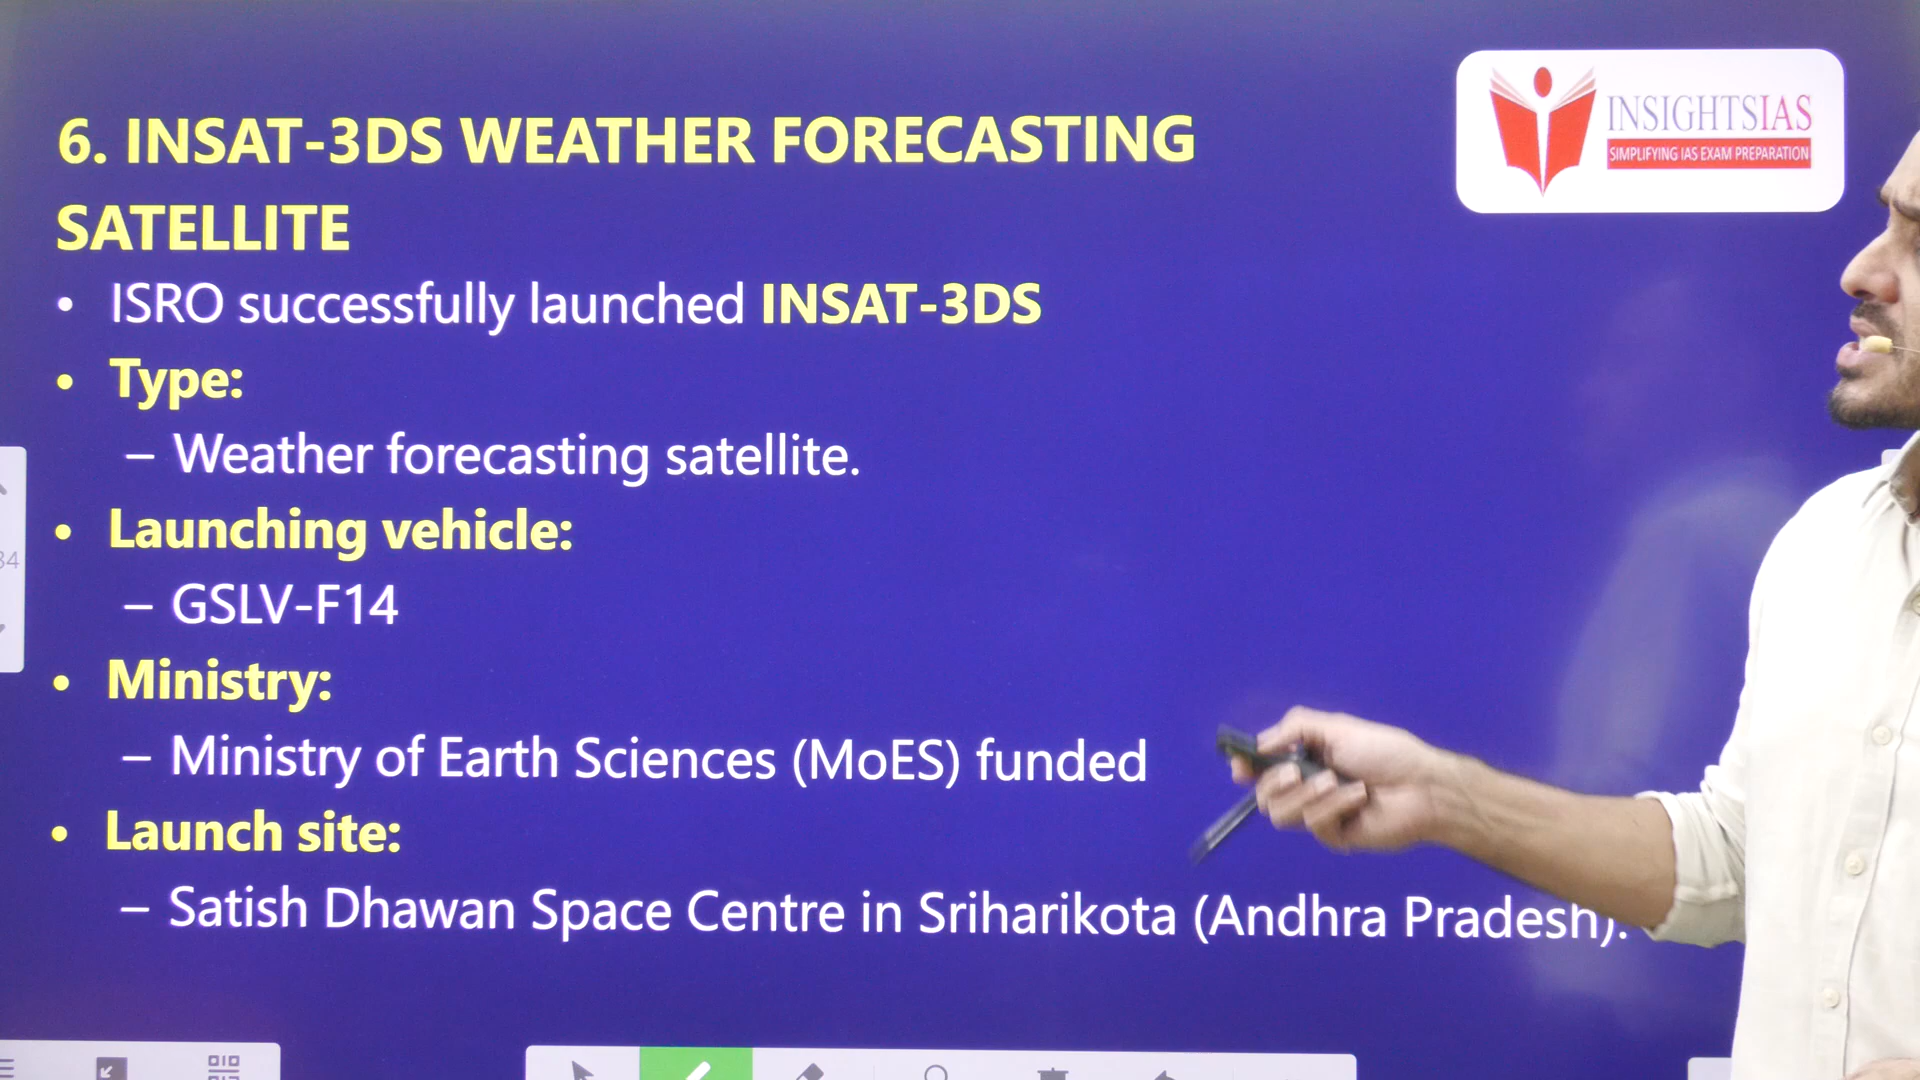 6. INSAT-3DS WEATHER FORECASTING
SATELLITE
• ISRO successfully launched INSAT-3DS
• Type:
– Weather forecasting satellite.
• Launching vehicle:
– GSLV-F14
• Ministry:
– Ministry of Earth Sciences (MoES) funded
• Launch site:
– Satish Dhawan Space Centre in Sriharikota (Andhra Pradesh).
INSIGHTSIAS
SIMPLIFYING IAS EXAM PREPARATION